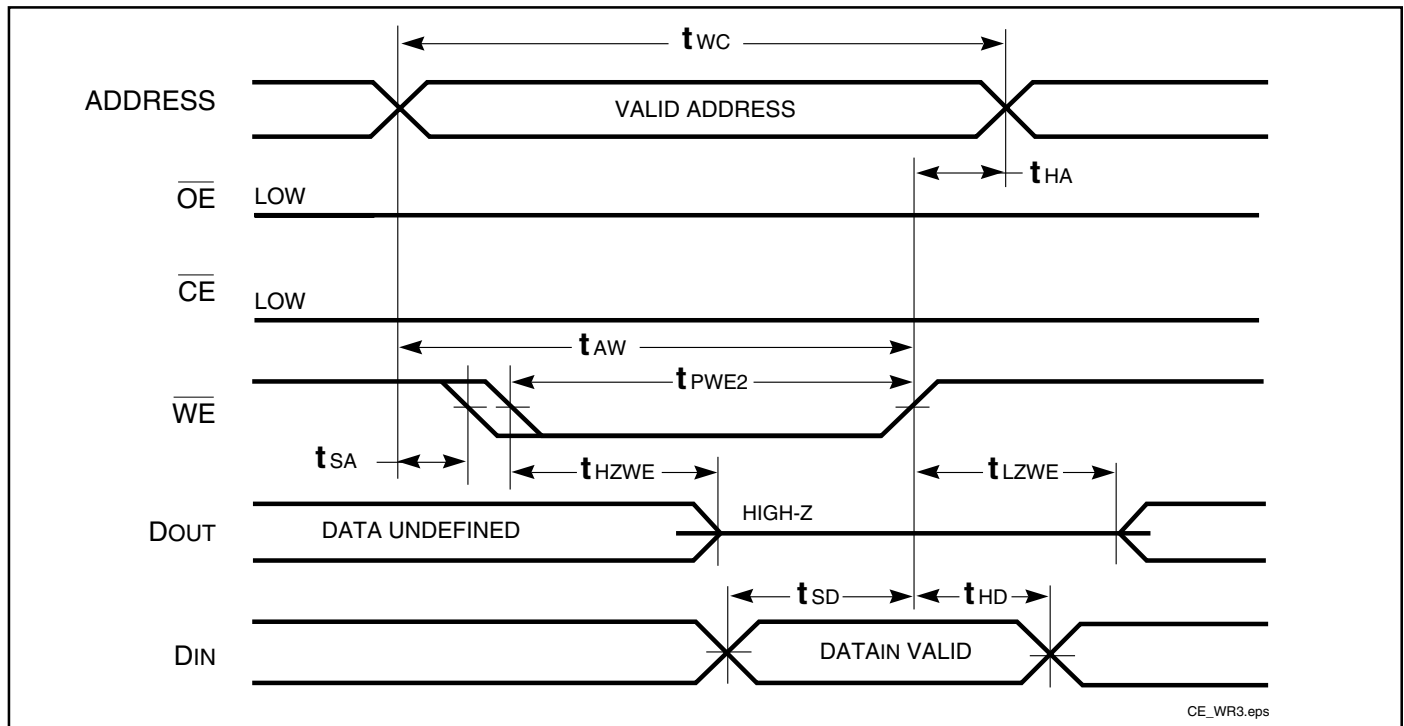 tWC
ADDRESS
VALID ADDRESS
tHA
OE
LOW
CE
LOW
tAW
tPWE2
WE
tSA
tHZWE
tLZWE
DOUT
DATA UNDEFINED
HIGH-Z
tSD
tHD
DIN
DATAIN VALID
CE_WR3.eps